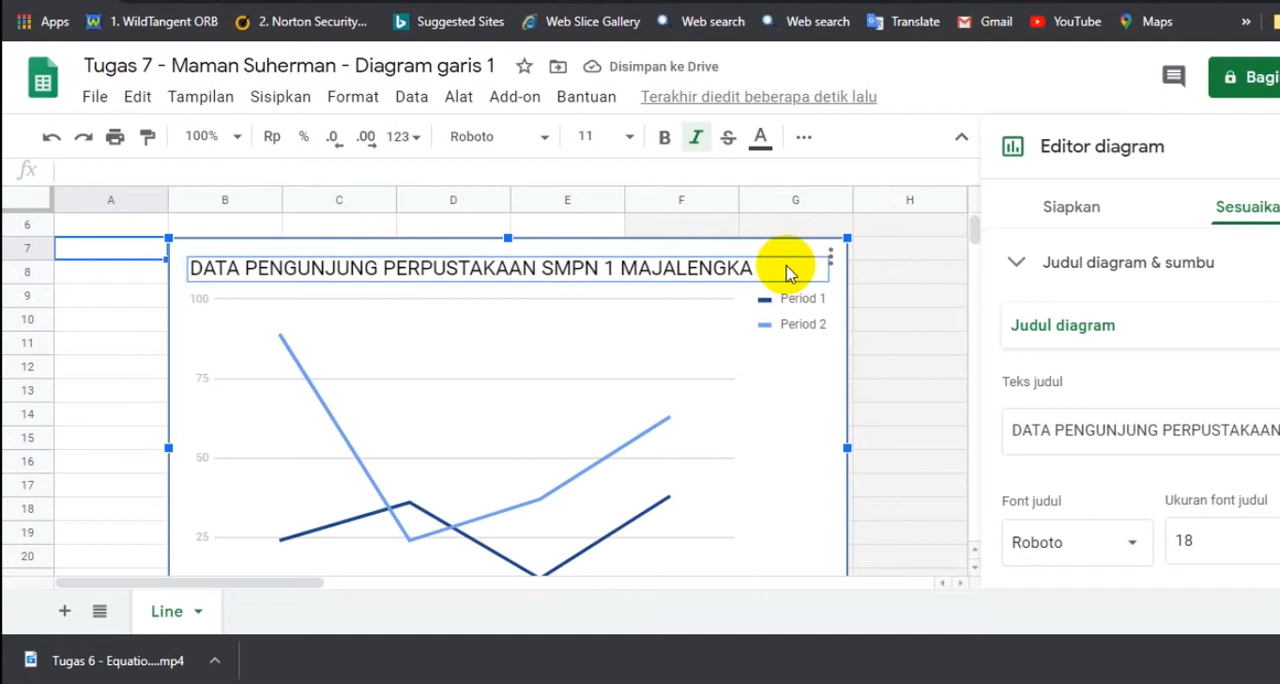 Apps 1. WildTangent ORB 2. Norton Security... Suggested Sites Web Slice Gallery Web search Web search Translate Gmail YouTube Maps »
Tugas 7 - Maman Suherman - Diagram garis 1 Disimpan ke Drive
Bagi
File Edit Tampilan Sisipkan Format Data Alat Add-on Bantuan Terakhir diedit beberapa detik lalu
100% Rp % .0 .00 123 Roboto 11 B I S A ...
Editor diagram
fx
A B C D E F G H
Siapkan Sesuaika
6
7
8
9
10
11
12
13
14
15
16
17
18
19
20
DATA PENGUNJUNG PERPUSTAKAAN SMPN 1 MAJALENGKA
Period 1
Period 2
100
75
50
25
Judul diagram & sumbu
Judul diagram
Teks judul
DATA PENGUNJUNG PERPUSTAKAAN
Font judul Ukuran font judul
Roboto 18
+ Line
Tugas 6 - Equatio....mp4